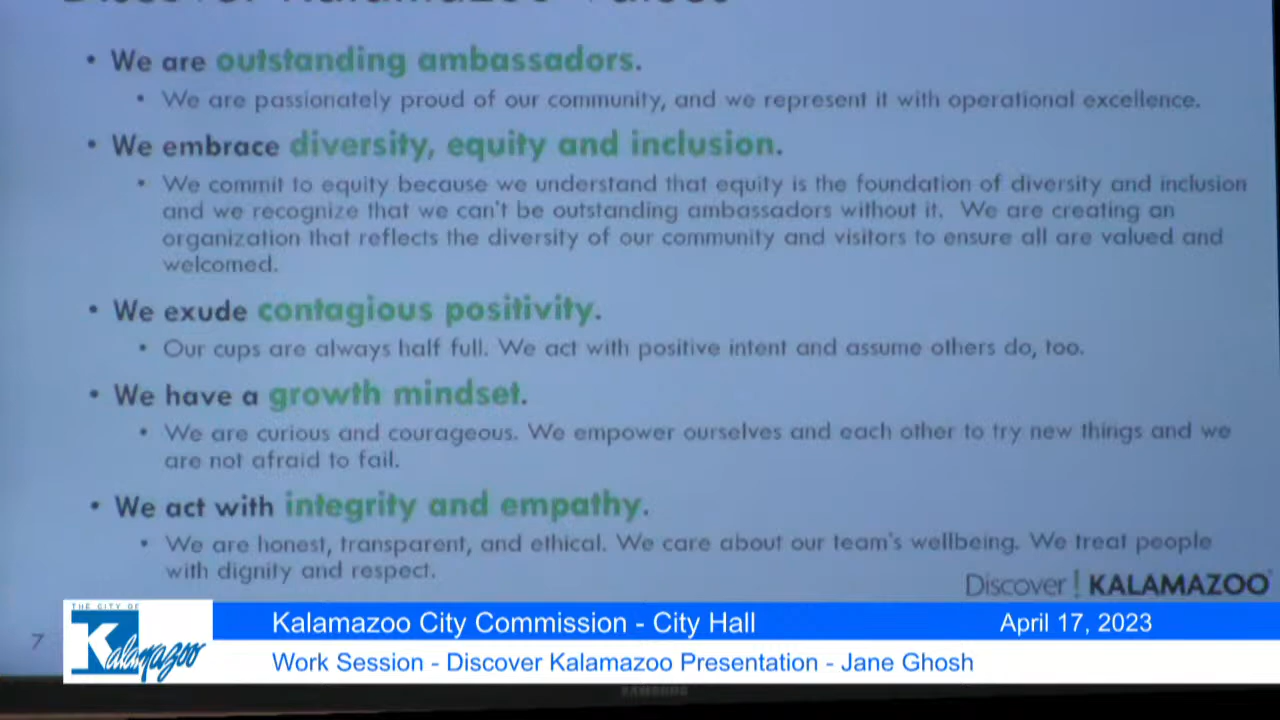 Discover Kalamazoo Values
• We are outstanding ambassadors.
• We are passionately proud of our community, and we represent it with operational excellence.
• We embrace diversity, equity and inclusion.
• We commit to equity because we understand that equity is the foundation of diversity and inclusion
and we recognize that we can't be outstanding ambassadors without it. We are creating an
organization that reflects the diversity of our community and visitors to ensure all are valued and
welcomed.
• We exude contagious positivity.
• Our cups are always half full. We act with positive intent and assume others do, too.
• We have a growth mindset.
• We are curious and courageous. We empower ourselves and each other to try new things and we
are not afraid to fail.
• We act with integrity and empathy.
• We are honest, transparent, and ethical. We care about our team's wellbeing. We treat people
with dignity and respect.
Discover | KALAMAZOO
7
THE CITY OF
Kalamazoo
Kalamazoo City Commission - City Hall
April 17, 2023
Work Session - Discover Kalamazoo Presentation - Jane Ghosh
SAMSUNG